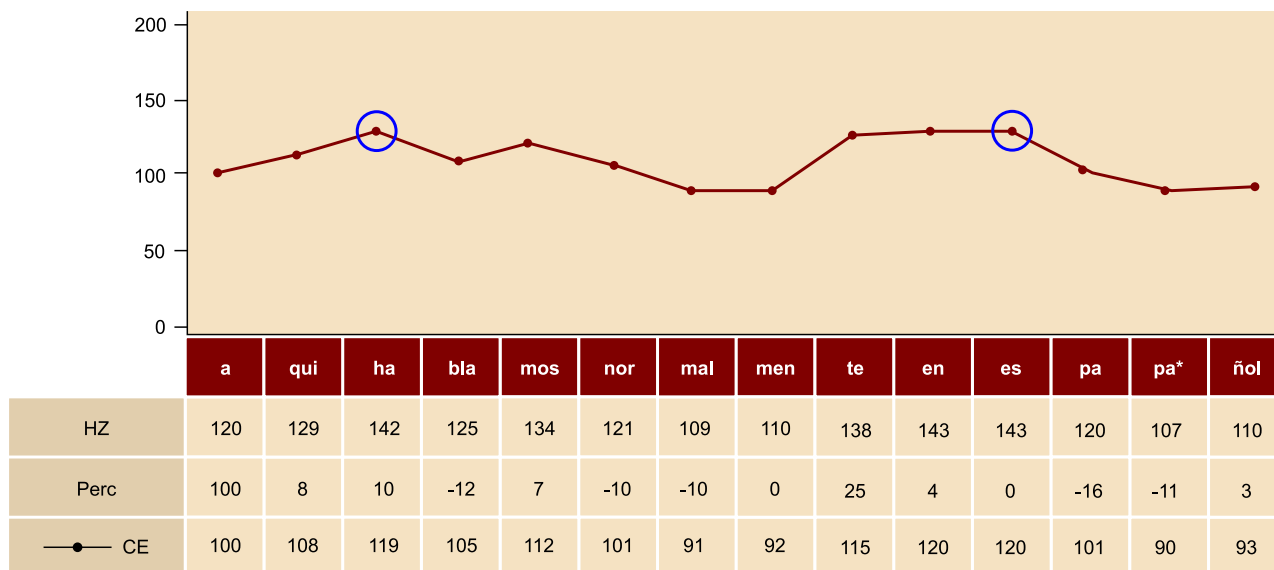 200
150
100
50
0
a qui ha bla mos nor mal men te en es pa pa* ñol
HZ 120 129 142 125 134 121 109 110 138 143 143 120 107 110
Perc 100 8 10 -12 7 -10 -10 0 25 4 0 -16 -11 3
CE 100 108 119 105 112 101 91 92 115 120 120 101 90 93